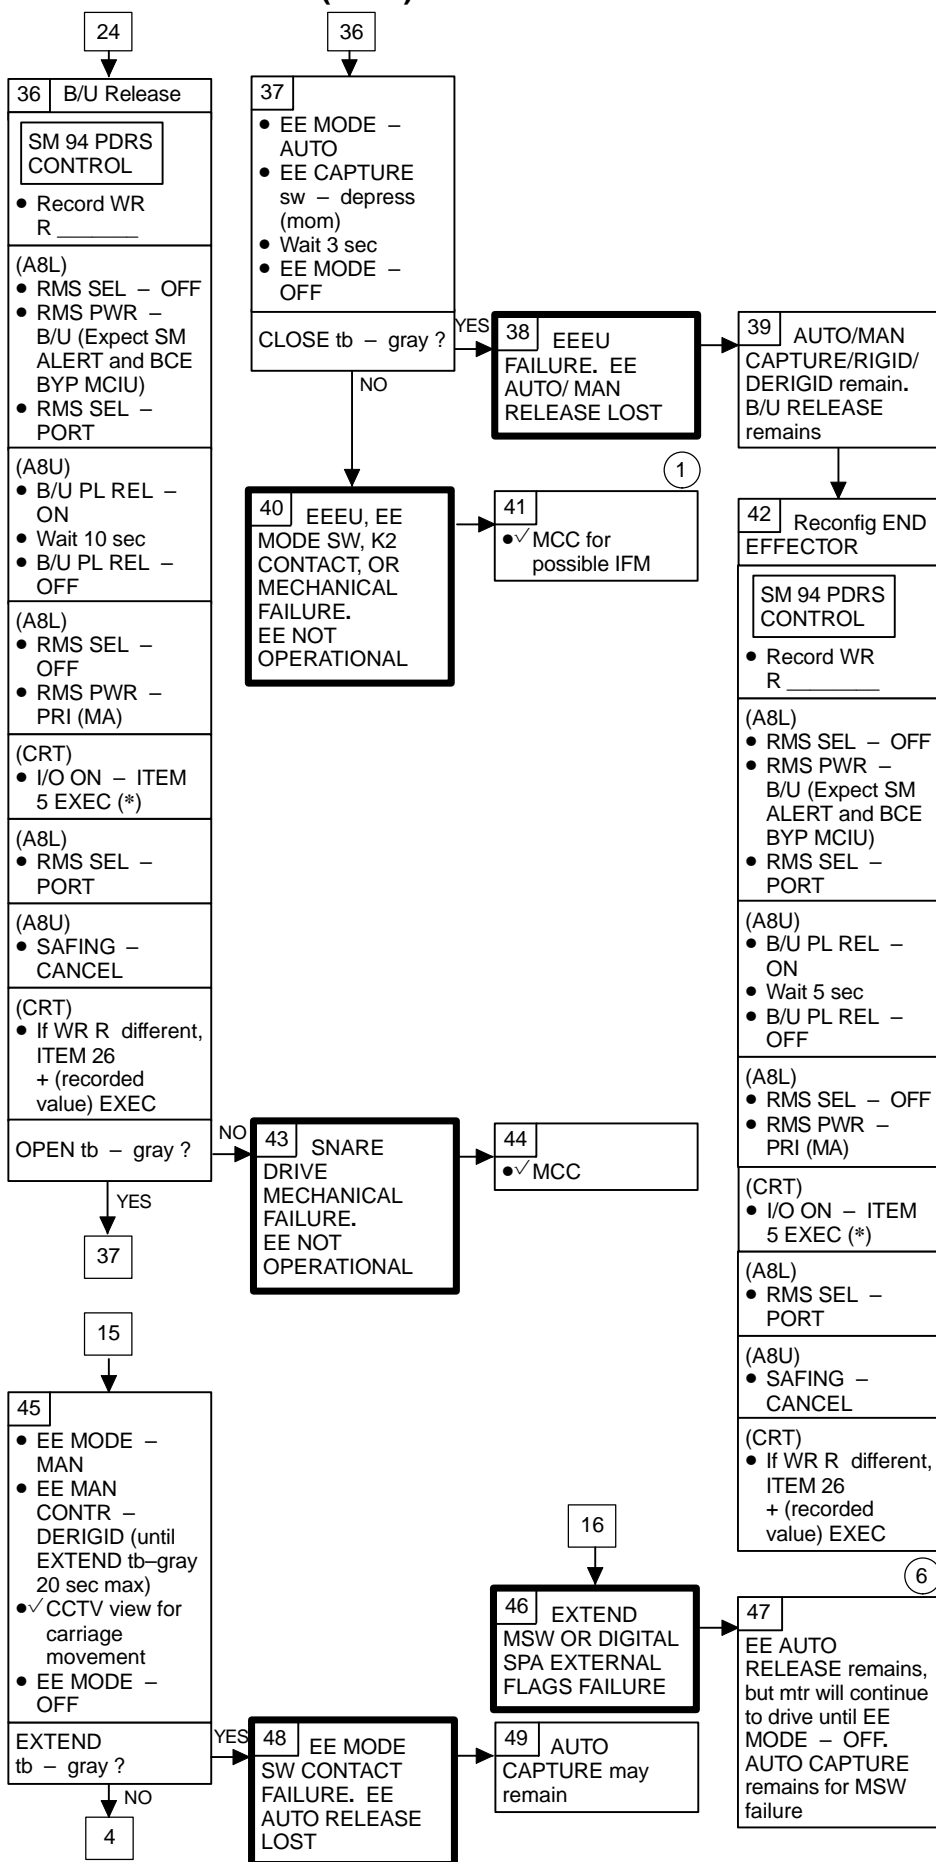 24
36 B/U Release
SM 94 PDRS
CONTROL
● Record WR
R _______
(A8L)
● RMS SEL – OFF
● RMS PWR –
B/U (Expect SM
ALERT and BCE
BYP MCIU)
● RMS SEL –
PORT
(A8U)
● B/U PL REL –
ON
● Wait 10 sec
● B/U PL REL –
OFF
(A8L)
● RMS SEL –
OFF
● RMS PWR –
PRI (MA)
(CRT)
● I/O ON – ITEM
5 EXEC (*)
(A8L)
● RMS SEL –
PORT
(A8U)
● SAFING –
CANCEL
(CRT)
● If WR R different,
ITEM 26
+ (recorded
value) EXEC
OPEN tb – gray ?
NO
YES
37
36
37
● EE MODE –
AUTO
● EE CAPTURE
sw – depress
(mom)
● Wait 3 sec
● EE MODE –
OFF
CLOSE tb – gray ?
YES
NO
38 EEEU
FAILURE. EE
AUTO/ MAN
RELEASE LOST
39 AUTO/MAN
CAPTURE/RIGID/
DERIGID remain.
B/U RELEASE
remains
40 EEEU, EE
MODE SW, K2
CONTACT, OR
MECHANICAL
FAILURE.
EE NOT
OPERATIONAL
1
41
●√ MCC for
possible IFM
42 Reconfig END
EFFECTOR
SM 94 PDRS
CONTROL
● Record WR
R ________
(A8L)
● RMS SEL – OFF
● RMS PWR –
B/U (Expect SM
ALERT and BCE
BYP MCIU)
● RMS SEL –
PORT
(A8U)
● B/U PL REL –
ON
● Wait 5 sec
● B/U PL REL –
OFF
(A8L)
● RMS SEL – OFF
● RMS PWR –
PRI (MA)
(CRT)
● I/O ON – ITEM
5 EXEC (*)
(A8L)
● RMS SEL –
PORT
(A8U)
● SAFING –
CANCEL
(CRT)
● If WR R different,
ITEM 26
+ (recorded
value) EXEC
43 SNARE
DRIVE
MECHANICAL
FAILURE.
EE NOT
OPERATIONAL
44
●√ MCC
15
45
● EE MODE –
MAN
● EE MAN
CONTR –
DERIGID (until
EXTEND tb–gray
20 sec max)
●√ CCTV view for
carriage
movement
● EE MODE –
OFF
EXTEND
tb – gray ?
YES
NO
4
16
46 EXTEND
MSW OR DIGITAL
SPA EXTERNAL
FLAGS FAILURE
6
47
EE AUTO
RELEASE remains,
but mtr will continue
to drive until EE
MODE – OFF.
AUTO CAPTURE
remains for MSW
failure
48 EE MODE
SW CONTACT
FAILURE. EE
AUTO RELEASE
LOST
49 AUTO
CAPTURE may
remain